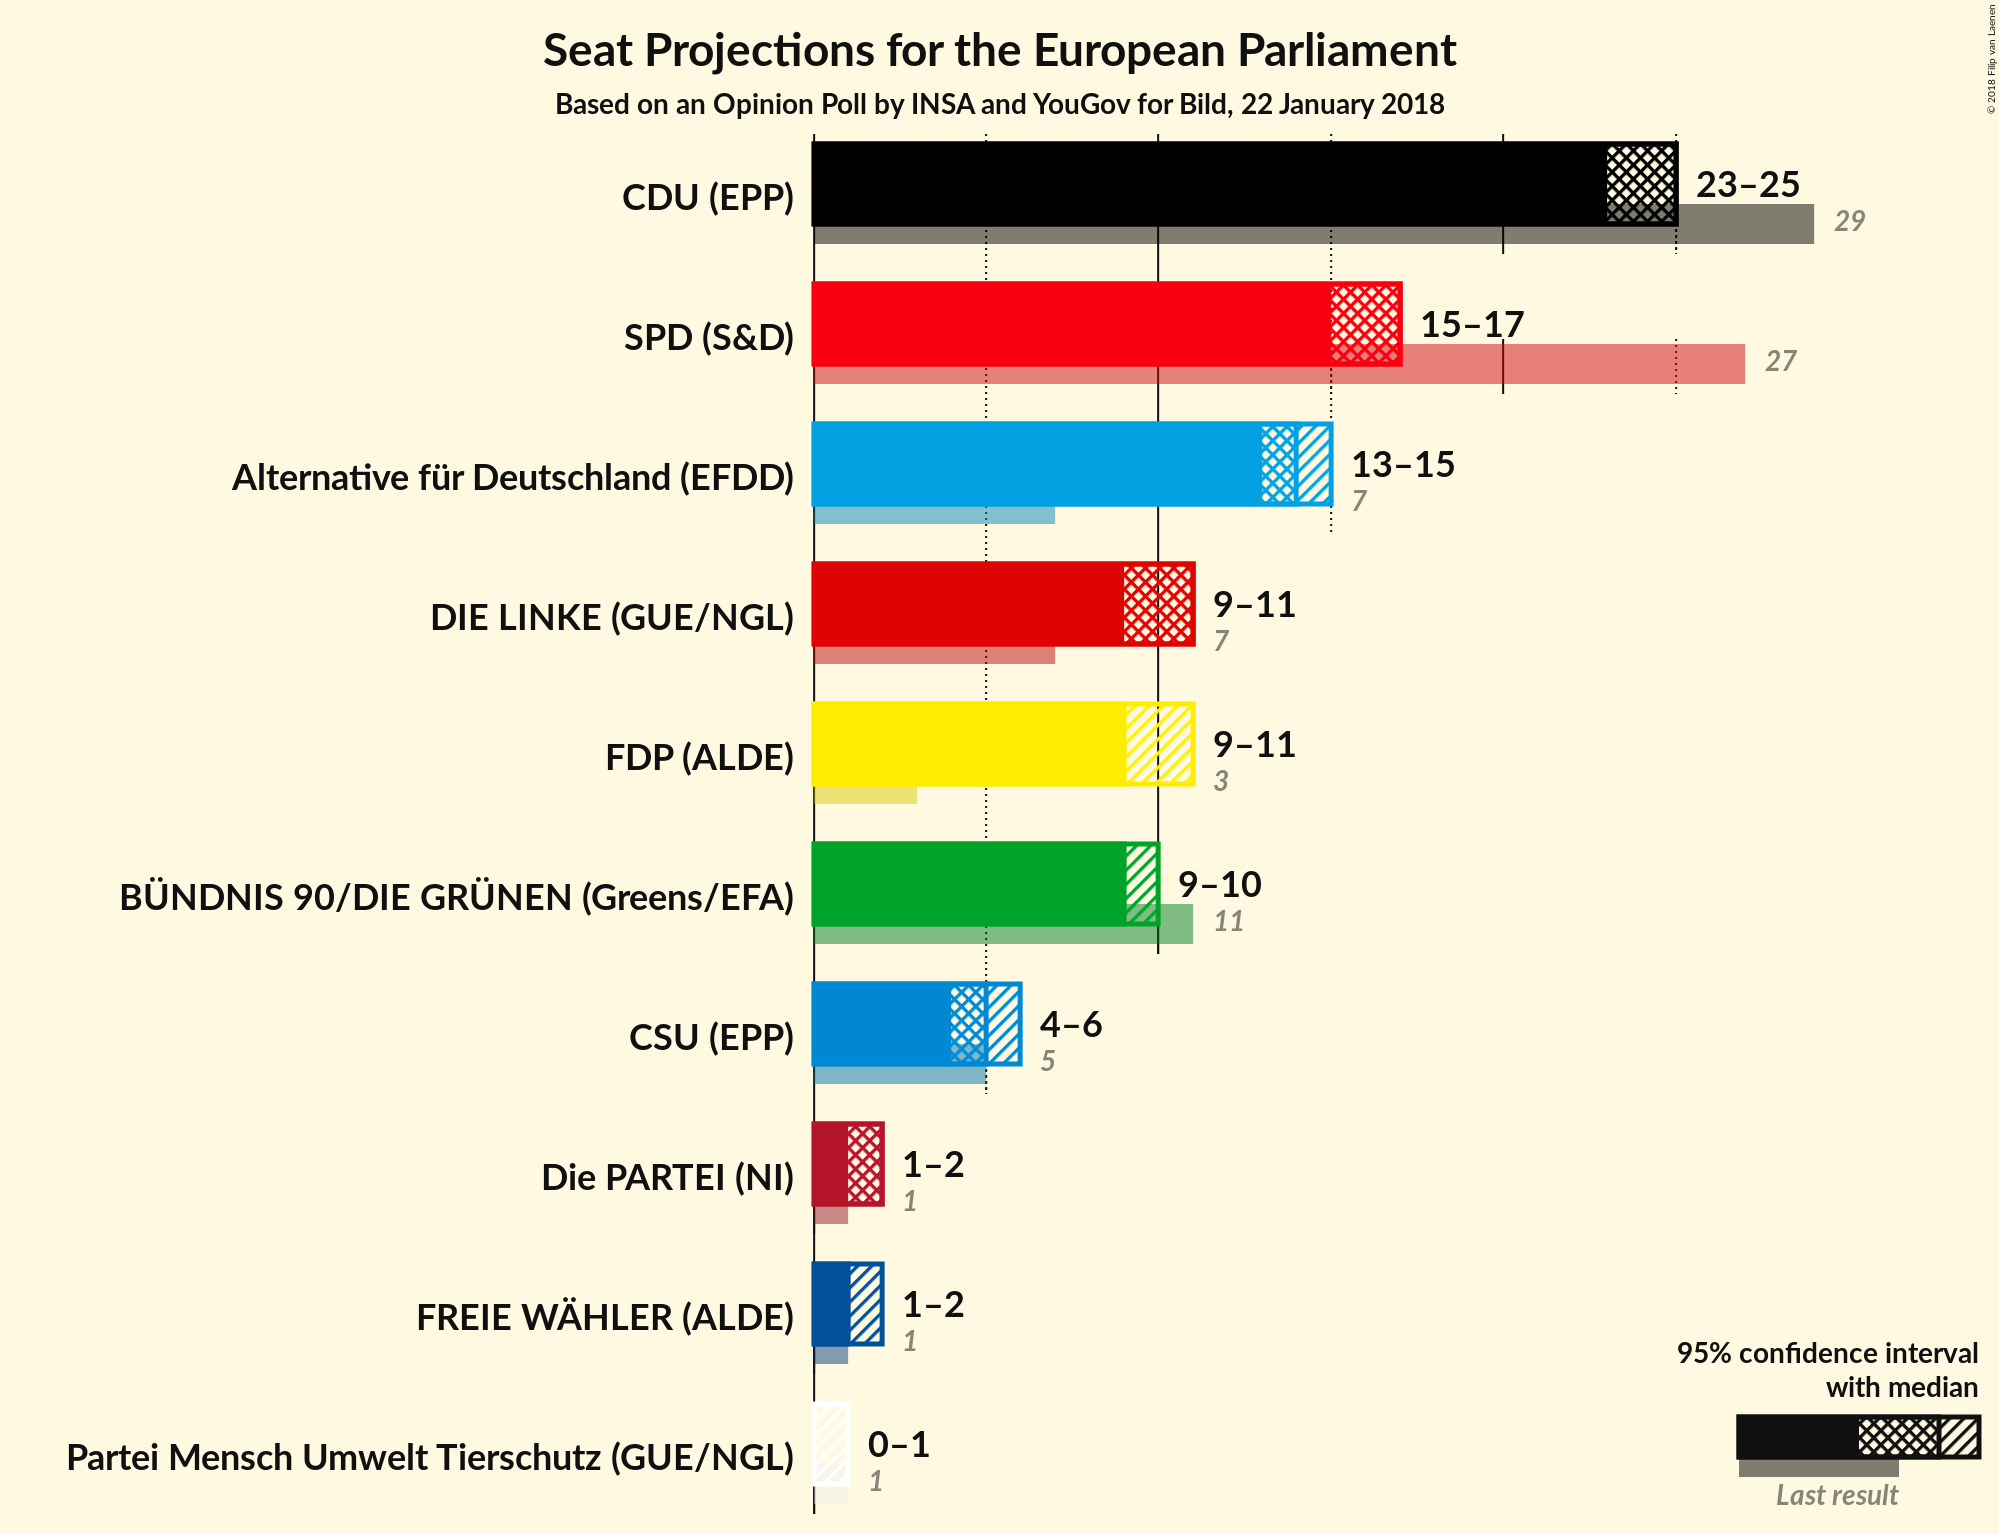 Seat Projections for the European Parliament
Based on an Opinion Poll by INSA and YouGov for Bild, 22 January 2018
© 2018 Filip van Laenen
CDU (EPP)
23–25
29
SPD (S&D)
15–17
27
Alternative für Deutschland (EFDD)
13–15
7
DIE LINKE (GUE/NGL)
9–11
7
FDP (ALDE)
9–11
3
BÜNDNIS 90/DIE GRÜNEN (Greens/EFA)
9–10
11
CSU (EPP)
4–6
5
Die PARTEI (NI)
1–2
1
FREIE WÄHLER (ALDE)
1–2
1
Partei Mensch Umwelt Tierschutz (GUE/NGL)
0–1
1
95% confidence interval
with median
Last result